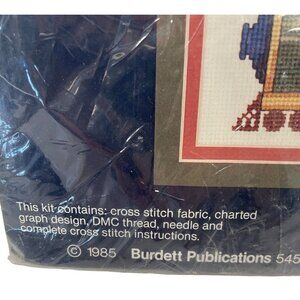 This kit contains: cross stitch fabric, charted
graph design, DMC thread, needle and
complete cross stitch instructions.
© 1985 Burdett Publications 545